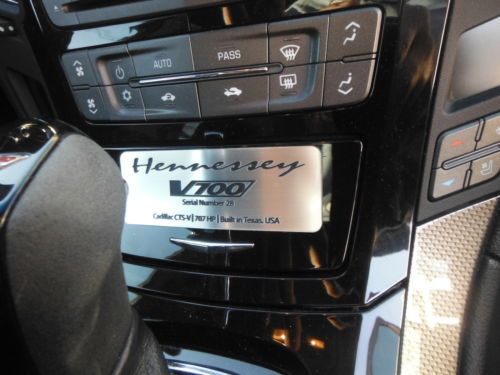 AUTO
PASS
Hennessey
V700
Serial Number 28
Cadillac CTS-V | 707 HP | Built in Texas, USA